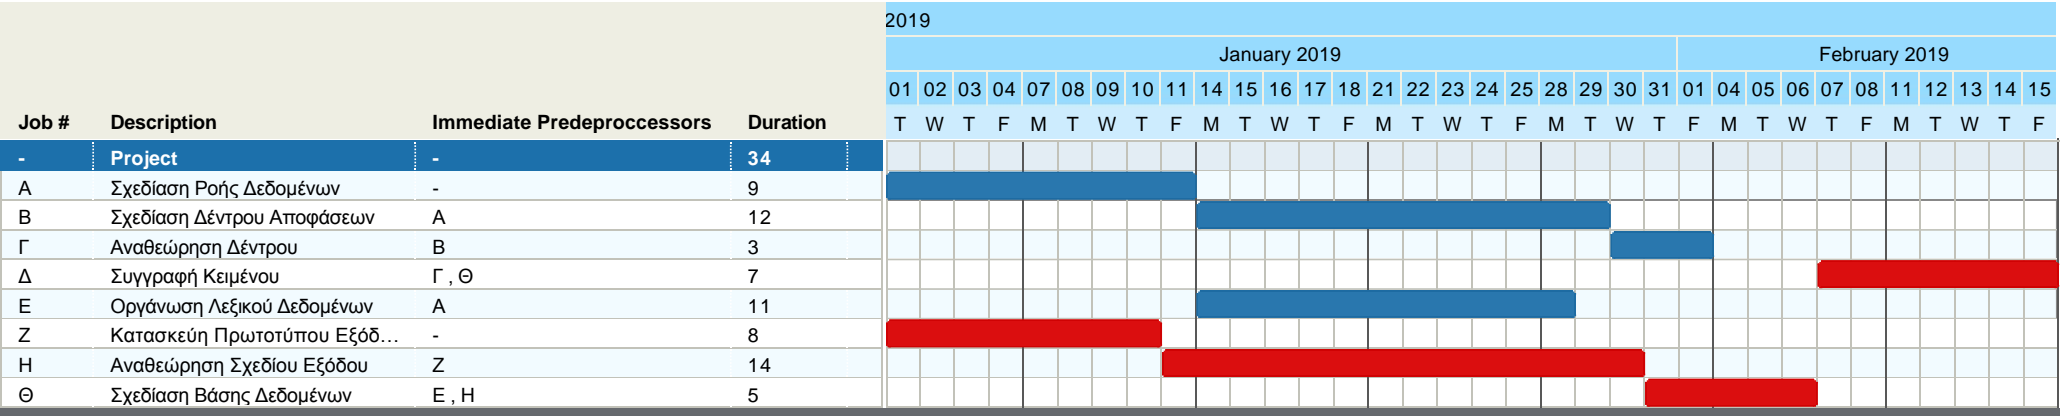 2019
January 2019 February 2019
01 02 03 04 07 08 09 10 11 14 15 16 17 18 21 22 23 24 25 28 29 30 31 01 04 05 06 07 08 11 12 13 14 15
Job # Description Immediate Predeproccessors Duration T W T F M T W T F M T W T F M T W T F M T W T F M T W T F M T W T F
- Project - 34
Α Σχεδίαση Ροής Δεδομένων - 9
Β Σχεδίαση Δέντρου Αποφάσεων Α 12
Γ Αναθεώρηση Δέντρου Β 3
Δ Συγγραφή Κειμένου Γ , Θ 7
Ε Οργάνωση Λεξικού Δεδομένων Α 11
Ζ Κατασκεύη Πρωτοτύπου Εξόδ… - 8
Η Αναθεώρηση Σχεδίου Εξόδου Ζ 14
Θ Σχεδίαση Βάσης Δεδομένων Ε , Η 5